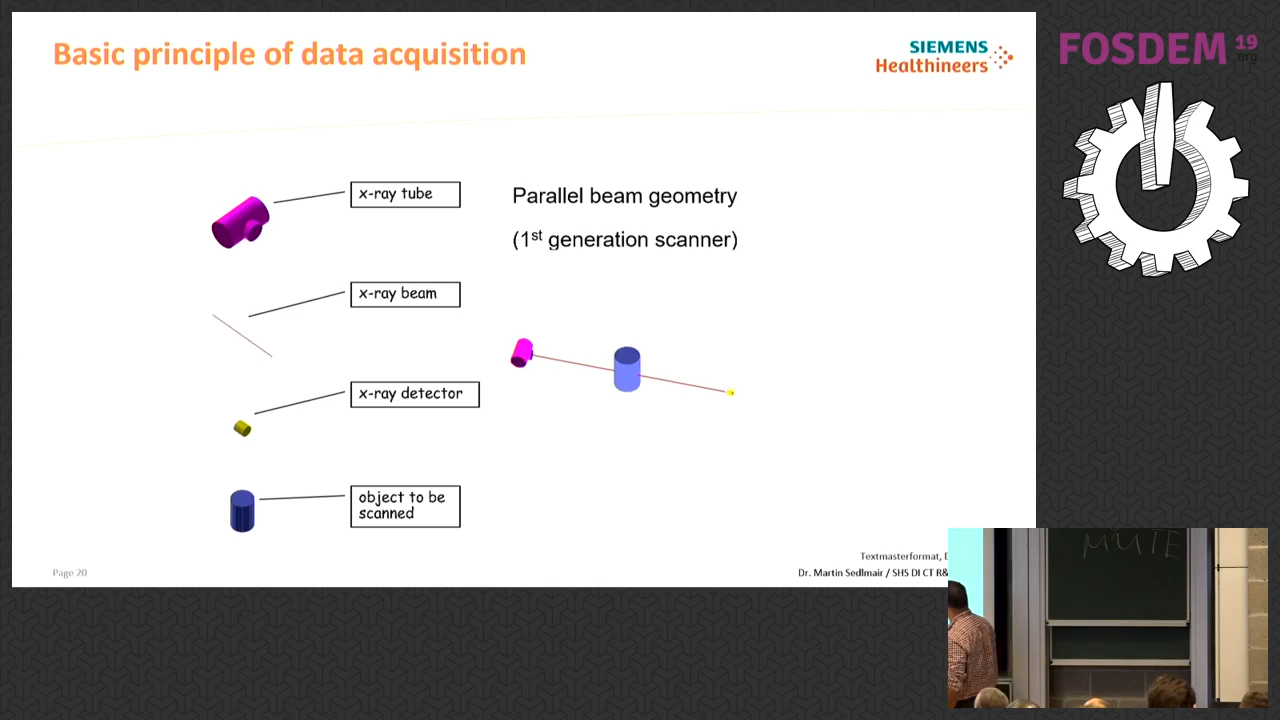 Basic principle of data acquisition
SIEMENS
Healthineers
FOSDEM 19
.org
x-ray tube
Parallel beam geometry
(1st generation scanner)
x-ray beam
x-ray detector
object to be
scanned
Textmasterformat,
Page 20
Dr. Martin Sedlmair / SHS DI CT R&
MUTE